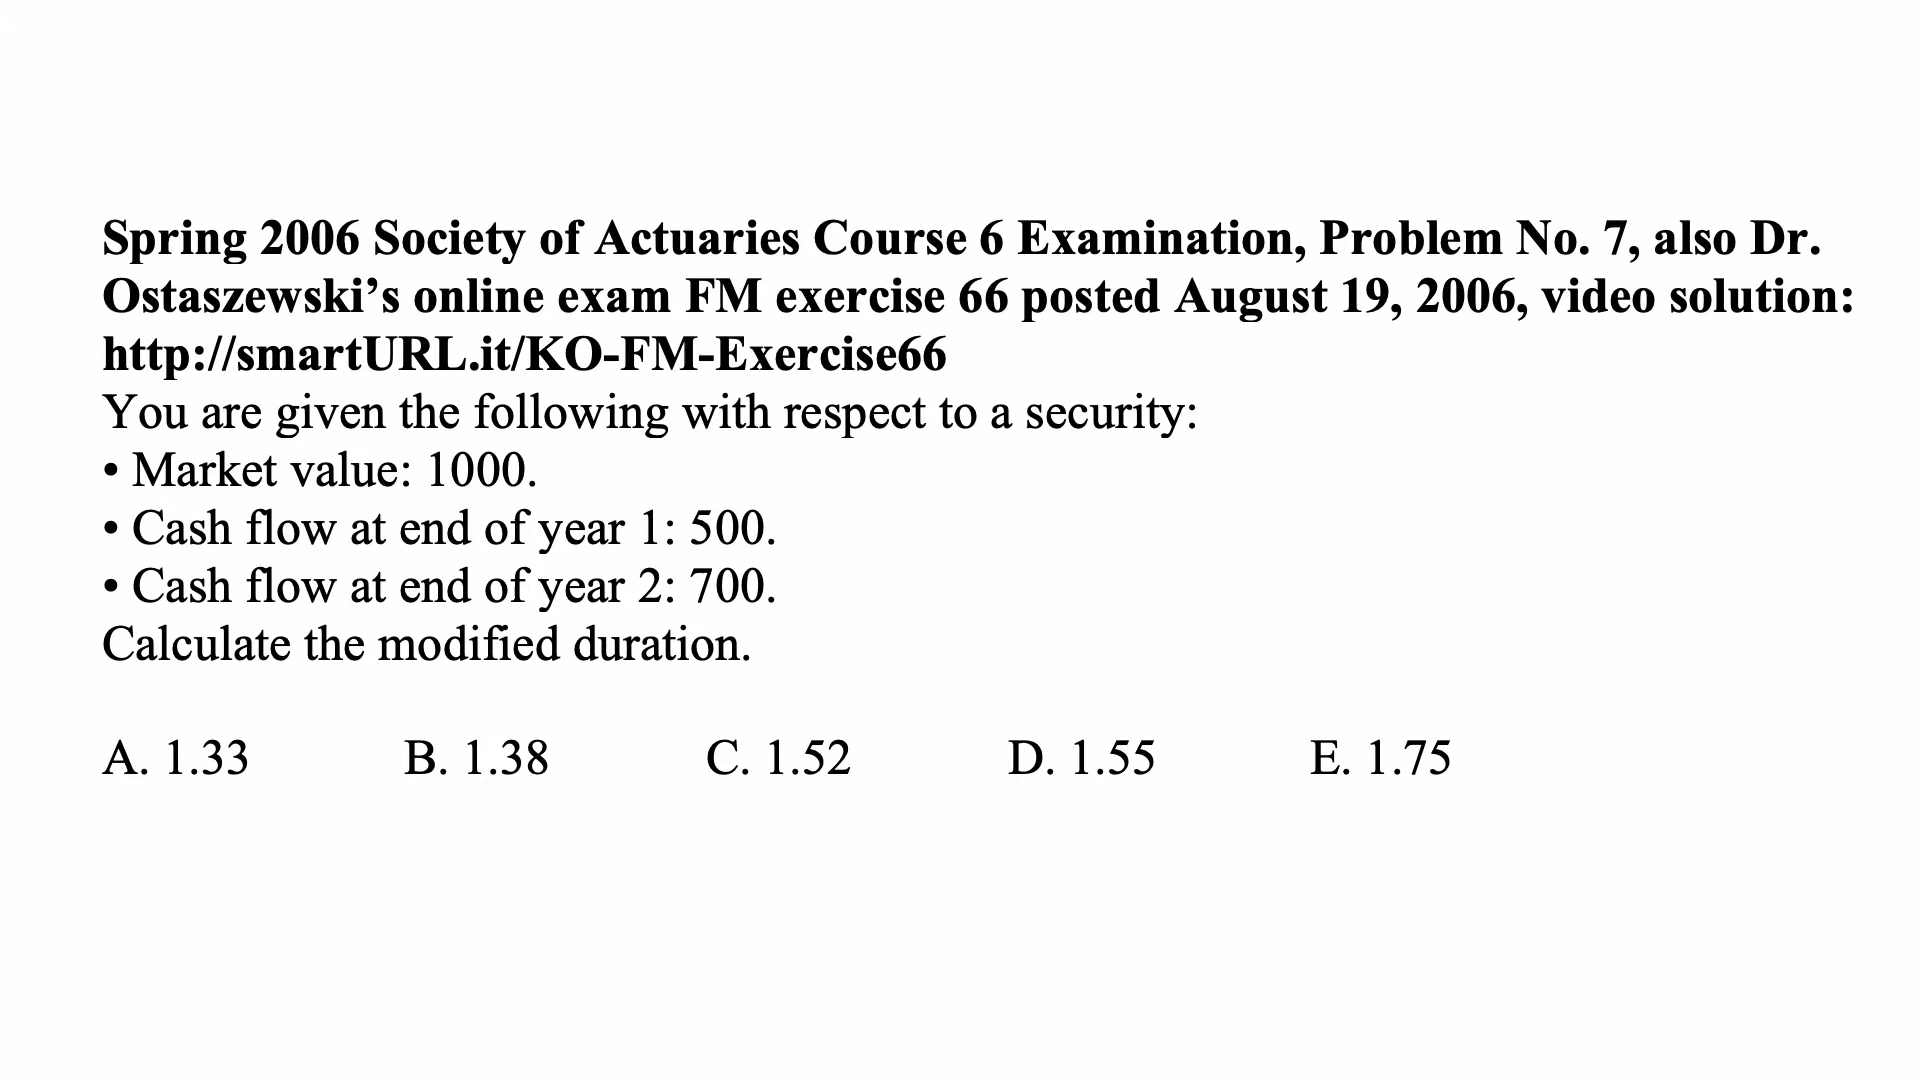 Spring 2006 Society of Actuaries Course 6 Examination, Problem No. 7, also Dr.
Ostaszewski’s online exam FM exercise 66 posted August 19, 2006, video solution:
http://smartURL.it/KO-FM-Exercise66
You are given the following with respect to a security:
• Market value: 1000.
• Cash flow at end of year 1: 500.
• Cash flow at end of year 2: 700.
Calculate the modified duration.
A. 1.33 B. 1.38 C. 1.52 D. 1.55 E. 1.75